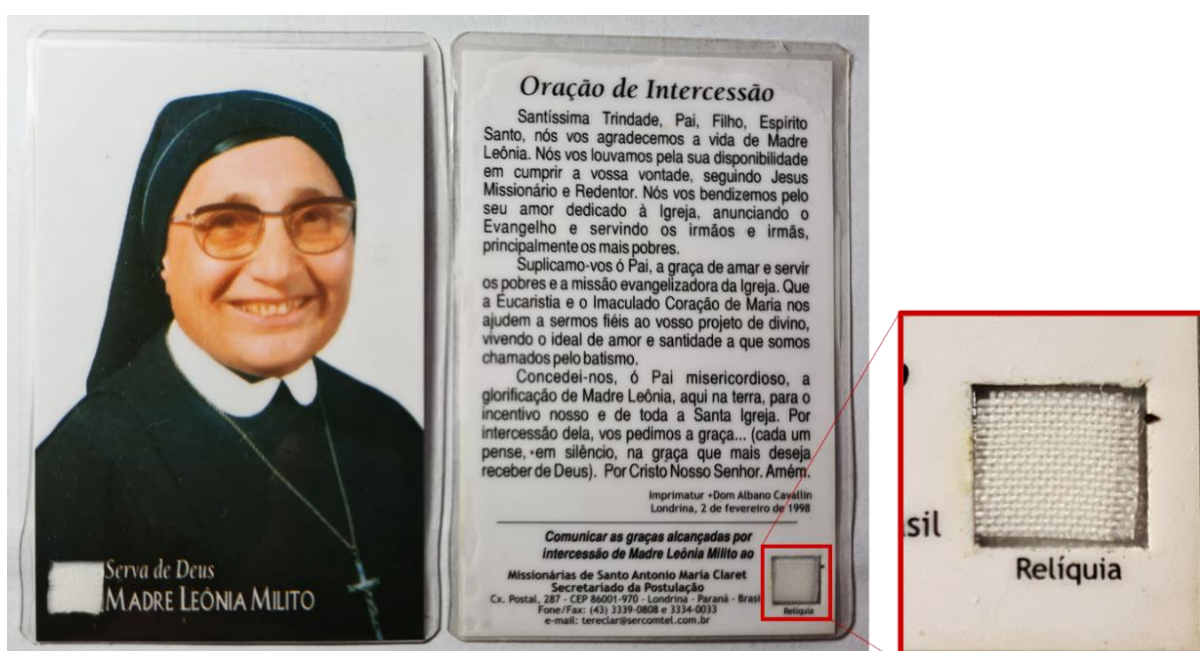 Serva de Deus
MADRE LEÔNIA MILITO
Oração de Intercessão
Santíssima Trindade, Pai, Filho, Espírito
Santo, nós vos agradecemos a vida de Madre
Leônia. Nós vos louvamos pela sua disponibilidade
em cumprir a vossa vontade, seguindo Jesus
Missionário e Redentor. Nós vos bendizemos pelo
seu amor dedicado à Igreja, anunciando o
Evangelho e servindo os irmãos e irmãs,
principalmente os mais pobres.
Suplicamo-vos ó Pai, a graça de amar e servir
os pobres e a missão evangelizadora da Igreja. Que
a Eucaristia e o Imaculado Coração de Maria nos
ajudem a sermos fiéis ao vosso projeto de divino,
vivendo o ideal de amor e santidade a que somos
chamados pelo batismo.
Concedei-nos, ó Pai misericordioso, a
glorificação de Madre Leônia, aqui na terra, para o
incentivo nosso e de toda a Santa Igreja. Por
intercessão dela, vos pedimos a graça... (cada um
pense, em silêncio, na graça que mais deseja
receber de Deus). Por Cristo Nosso Senhor. Amém.
Imprimatur +Dom Albano Cavallin
Londrina, 2 de fevereiro de 1998
Comunicar as graças alcançadas por
intercessão de Madre Leônia Milito ao
Missionárias de Santo Antonio Maria Claret
Secretariado da Postulação
Cx. Postal, 287 - CEP 86001-970 - Londrina - Paraná - Brasil
Fone/Fax: (43) 3339-0808 e 3334-0033
e-mail: tereclar@sercomtel.com.br
Relíquia
sil
Relíquia